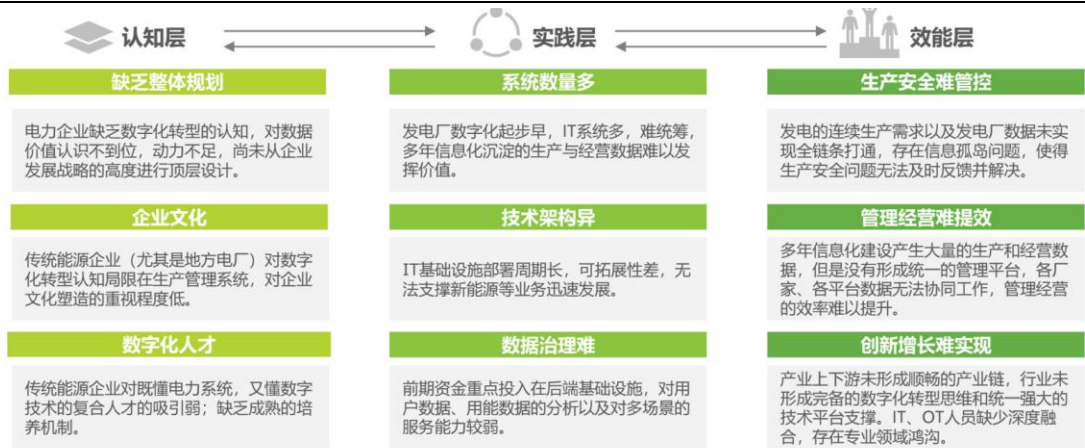 认知层
实践层
效能层
缺乏整体规划
电力企业缺乏数字化转型的认知，对数据
价值认识不到位，动力不足，尚未从企业
发展战略的高度进行顶层设计。
企业文化
传统能源企业（尤其是地方电厂）对数字
化转型认知局限在生产管理系统，对企业
文化塑造的重视程度低。
数字化人才
传统能源企业对既懂电力系统，又懂数字
技术的复合人才的吸引弱；缺乏成熟的培
养机制。
系统数量多
发电厂数字化起步早，IT系统多，难统筹，
多年信息化沉淀的生产与经营数据难以发
挥价值。
技术架构异
IT基础设施部署周期长，可拓展性差，无
法支撑新能源等业务迅速发展。
数据治理难
前期资金重点投入在后端基础设施，对用
户数据、用能数据的分析以及对多场景的
服务能力较弱。
生产安全难管控
发电的连续生产需求以及发电厂数据未实
现全链条打通，存在信息孤岛问题，使得
生产安全问题无法及时反馈并解决。
管理经营难提效
多年信息化建设产生大量的生产和经营数
据，但是没有形成统一的管理平台，各厂
家、各平台数据无法协同工作，管理经营
的效率难以提升。
创新增长难实现
产业上下游未形成顺畅的产业链，行业未
形成完备的数字化转型思维和统一强大的
技术平台支撑。IT、OT人员缺少深度融
合，存在专业领域鸿沟。